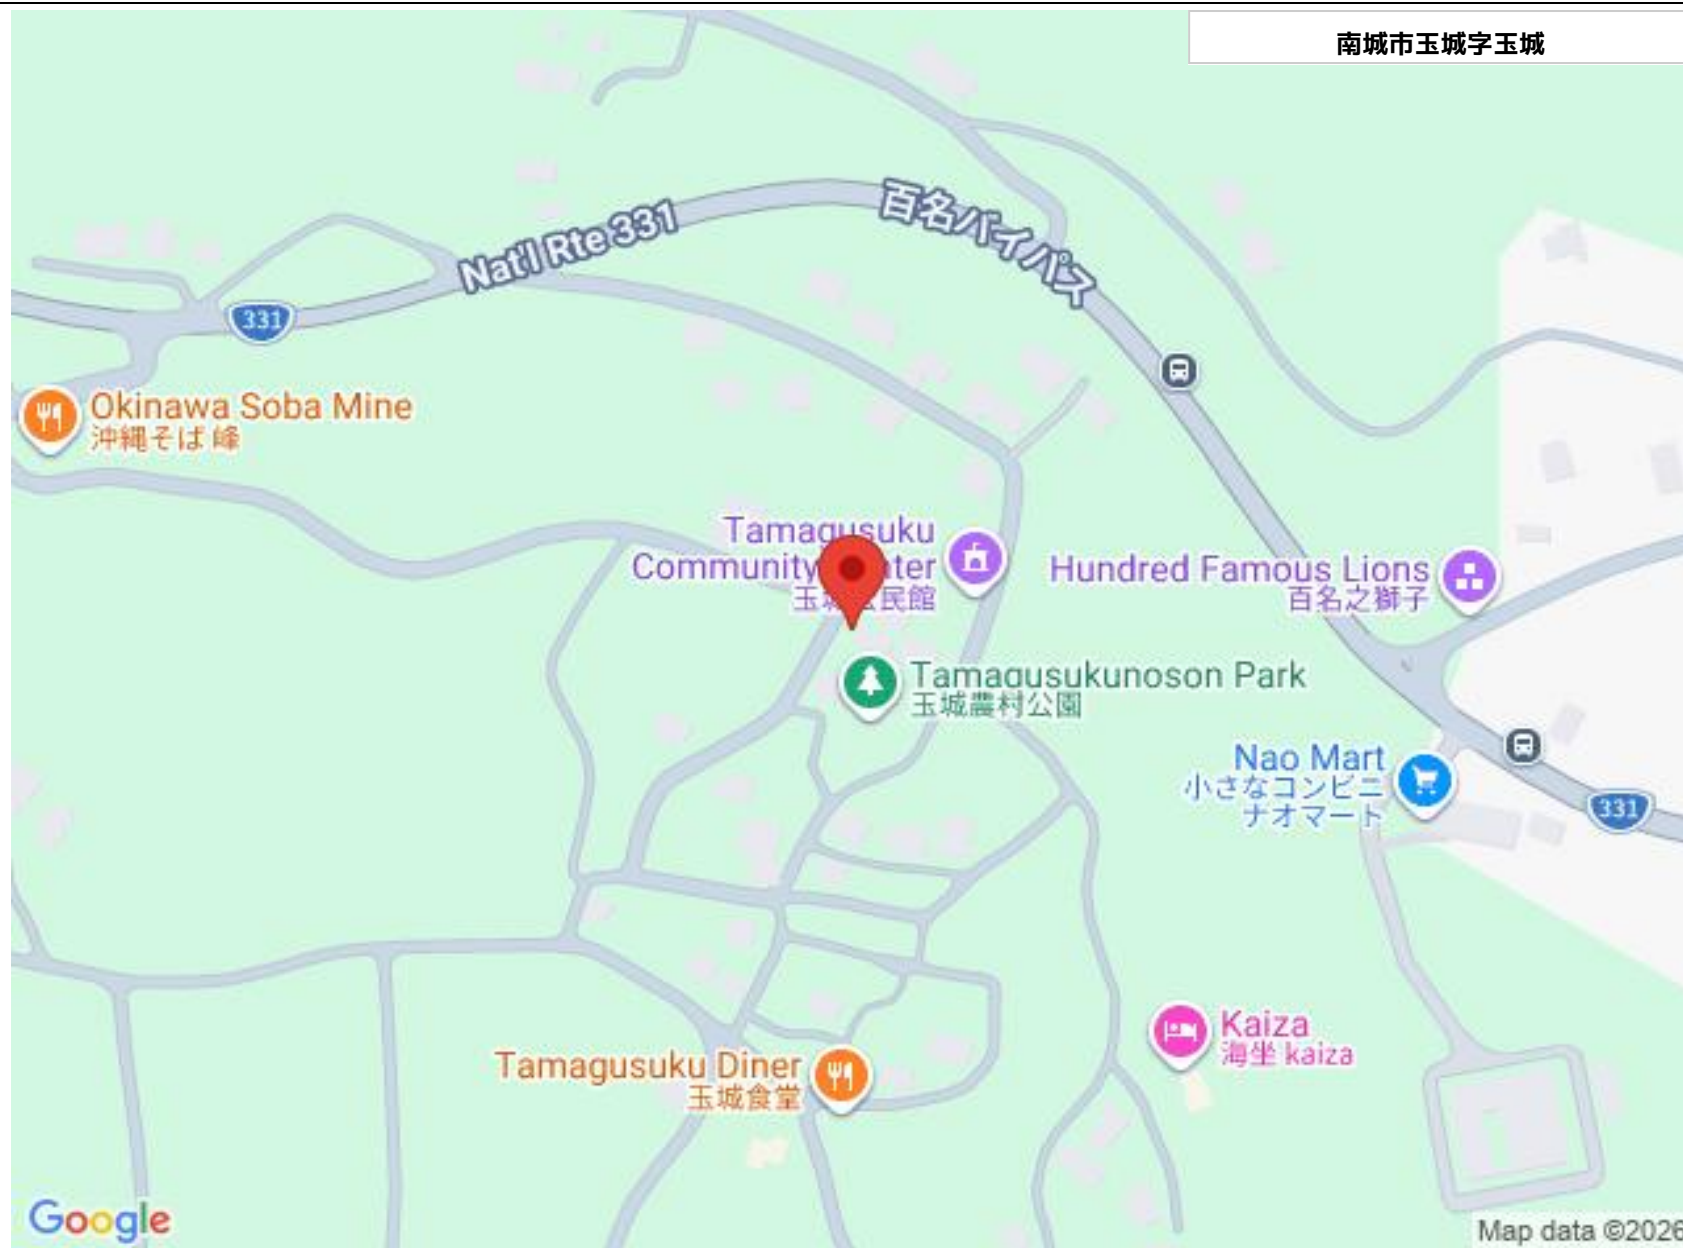 南城市玉城字玉城
百名バイパス
Nat'l Rte 331
331
Okinawa Soba Mine
沖縄そば 峰
Tamagusuku
Community
玉城 民館
Hundred Famous Lions
百名之獅子
Tamagusukunoson Park
玉城農村公園
Nao Mart
小さなコンビニ
ナオマート
331
Kaiza
海坐 kaiza
Tamagusuku Diner
玉城食堂
Google
Map data ©2026